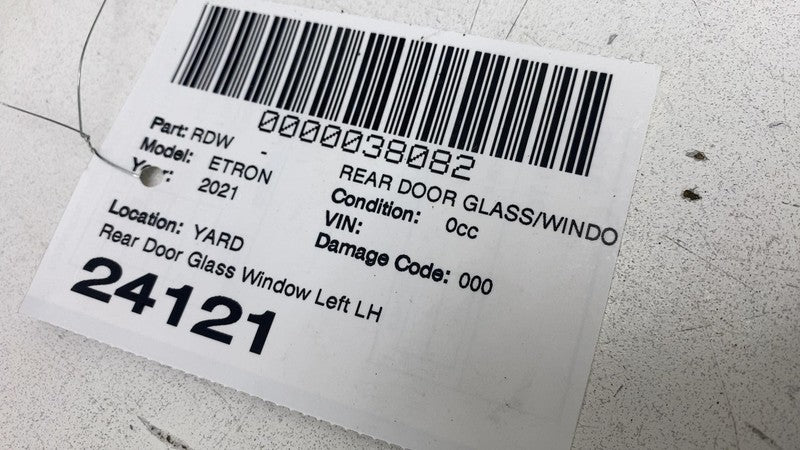 0000038082
Part: RDW - REAR DOOR GLASS/WINDO
Model: ETRON Condition: 0cc
Year: 2021 VIN:
Damage Code: 000
Location: YARD
Rear Door Glass Window Left LH
24121